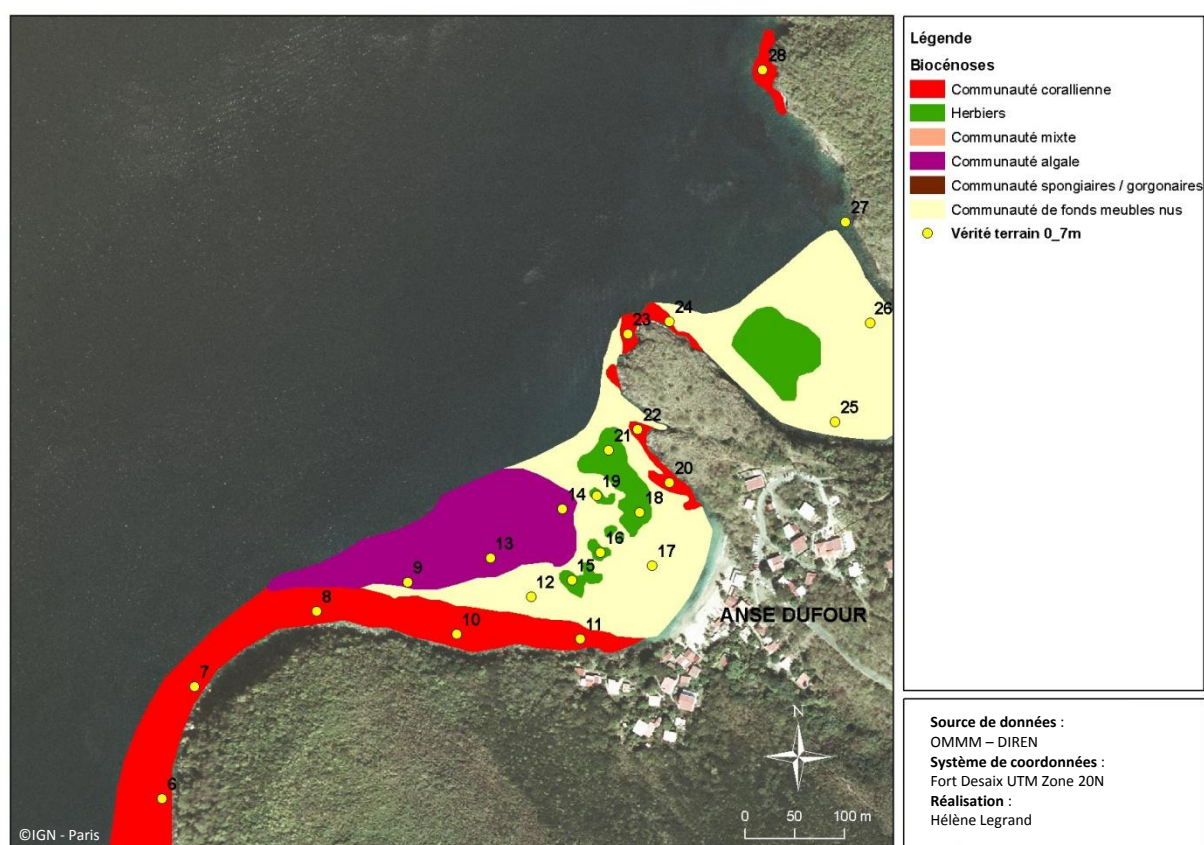 28
27
26
24
23
25
22
21
20
19
18
14
16
17
13
15
12
9
8
10
11
7
6
ANSE DUFOUR
N
0 50 100 m
©IGN - Paris
Légende
Biocénoses
Communauté corallienne
Herbiers
Communauté mixte
Communauté algale
Communauté spongiaires / gorgonaires
Communauté de fonds meubles nus
Vérité terrain 0_7m
Source de données :
OMMM – DIREN
Système de coordonnées :
Fort Desaix UTM Zone 20N
Réalisation :
Hélène Legrand